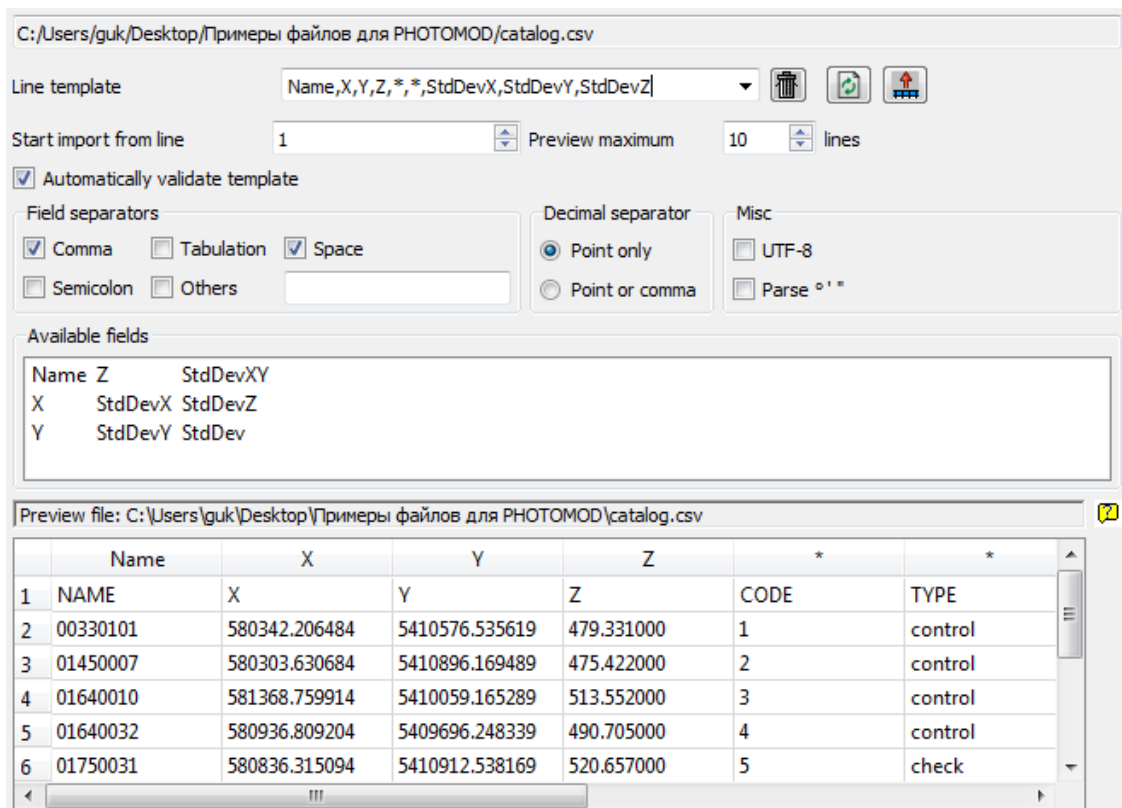 C:/Users/guk/Desktop/Примеры файлов для PHOTOMOD/catalog.csv
Line template Name,X,Y,Z,*,*,StdDevX,StdDevY,StdDevZ
Start import from line 1 Preview maximum 10 lines
Automatically validate template
Field separators Decimal separator Misc
Comma Tabulation Space Point only UTF-8
Semicolon Others Point or comma Parse ° ' "
Available fields
Name Z StdDevXY
X StdDevX StdDevZ
Y StdDevY StdDev
Preview file: C:\Users\guk\Desktop\Примеры файлов для PHOTOMOD\catalog.csv ?
Name X Y Z * *
1 NAME X Y Z CODE TYPE
2 00330101 580342.206484 5410576.535619 479.331000 1 control
3 01450007 580303.630684 5410896.169489 475.422000 2 control
4 01640010 581368.759914 5410059.165289 513.552000 3 control
5 01640032 580936.809204 5409696.248339 490.705000 4 control
6 01750031 580836.315094 5410912.538169 520.657000 5 check